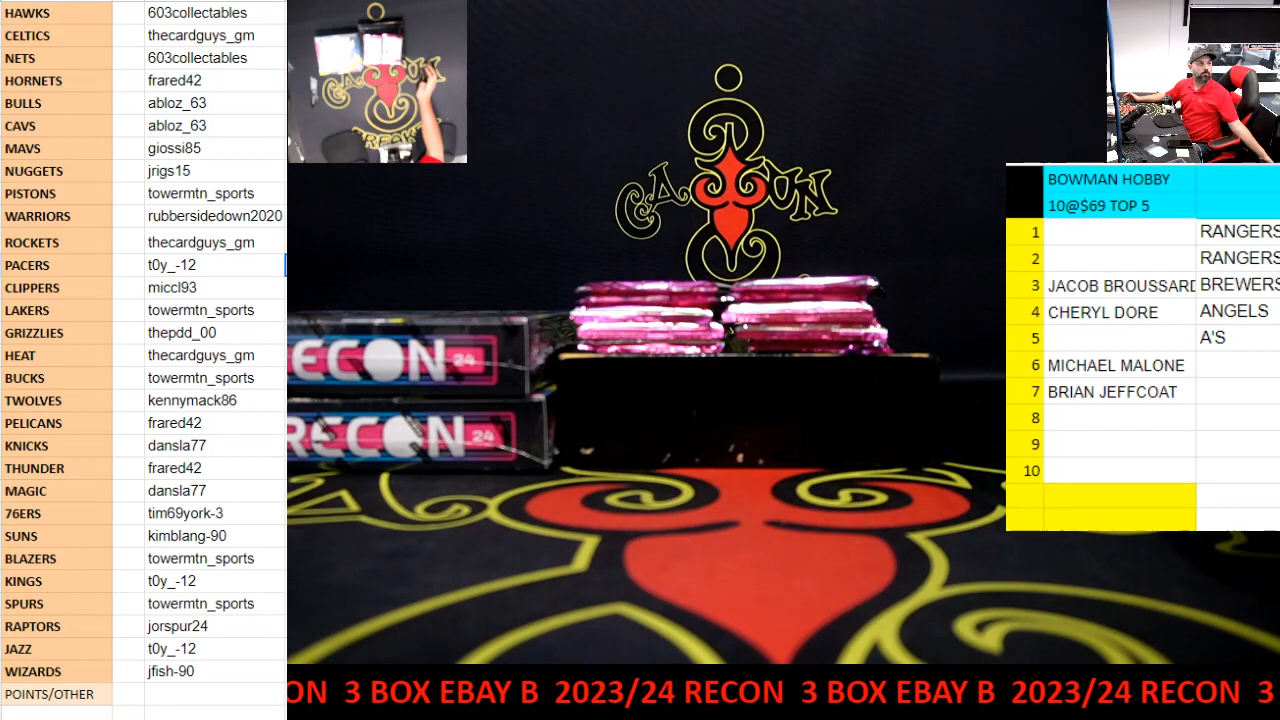 HAWKS 603collectables
CELTICS thecardguys_gm
NETS 603collectables
HORNETS frared42
BULLS abloz_63
CAVS abloz_63
MAVS giossi85
NUGGETS jrigs15
PISTONS towermtn_sports
WARRIORS rubbersidedown2020
ROCKETS thecardguys_gm
PACERS t0y_-12
CLIPPERS miccl93
LAKERS towermtn_sports
GRIZZLIES thepdd_00
HEAT thecardguys_gm
BUCKS towermtn_sports
TWOLVES kennymack86
PELICANS frared42
KNICKS dansla77
THUNDER frared42
MAGIC dansla77
76ERS tim69york-3
SUNS kimblang-90
BLAZERS towermtn_sports
KINGS t0y_-12
SPURS towermtn_sports
RAPTORS jorspur24
JAZZ t0y_-12
WIZARDS jfish-90
POINTS/OTHER
CAJUN
RECON 24
RECON 24
BOWMAN HOBBY
10@$69 TOP 5
1 RANGERS
2 RANGERS
3 JACOB BROUSSARD BREWERS
4 CHERYL DORE ANGELS
5 A'S
6 MICHAEL MALONE
7 BRIAN JEFFCOAT
8
9
10
ON 3 BOX EBAY B 2023/24 RECON 3 BOX EBAY B 2023/24 RECON 3